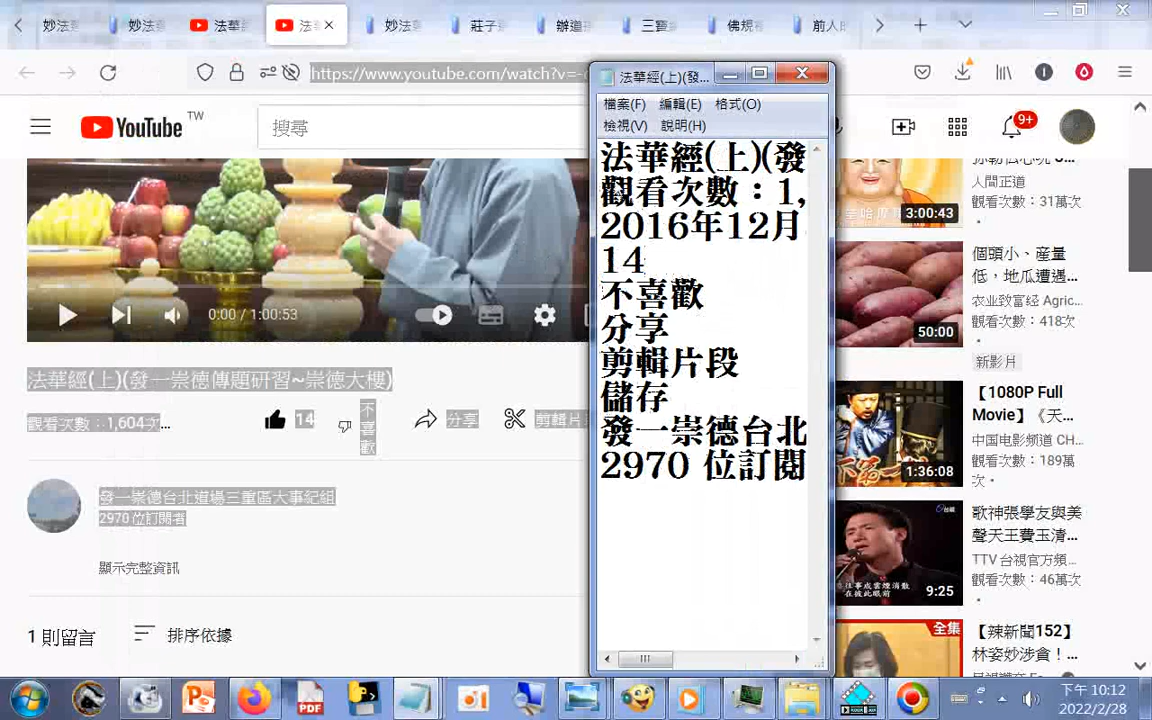 妙法
妙法
法華經
法
妙法
莊子
辦道
三寶
佛規
前人
https://www.youtube.com/watch?v=-
法華經(上)(發...
檔案(F) 編輯(E) 格式(O)
檢視(V) 說明(H)
法華經(上)(發
觀看次數：1,
2016年12月
14
不喜歡
分享
剪輯片段
儲存
發一崇德台北
2970 位訂閱
YouTube TW
搜尋
9+
0:00 / 1:00:53
法華經(上)(發一崇德傳題研習~崇德大樓)
觀看次數：1,604次...
14
不喜歡
分享
剪輯片
發一崇德台北道場三重區大事紀組
2970 位訂閱者
顯示完整資訊
1 則留言
排序依據
人間正道
觀看次數：31萬次
3:00:43
個頭小、産量
低，地瓜遭遇...
农业致富经 Agric...
觀看次數：418次
新影片
50:00
【1080P Full
Movie】《天...
中国电影频道 CH...
觀看次數：189萬
次
1:36:08
歌神張學友與美
聲天王費玉清...
TTV 台視官方頻...
觀看次數：46萬次
台視
9:25
【辣新聞152】
林姿妙涉貪！...
全集
下午 10:12
2022/2/28